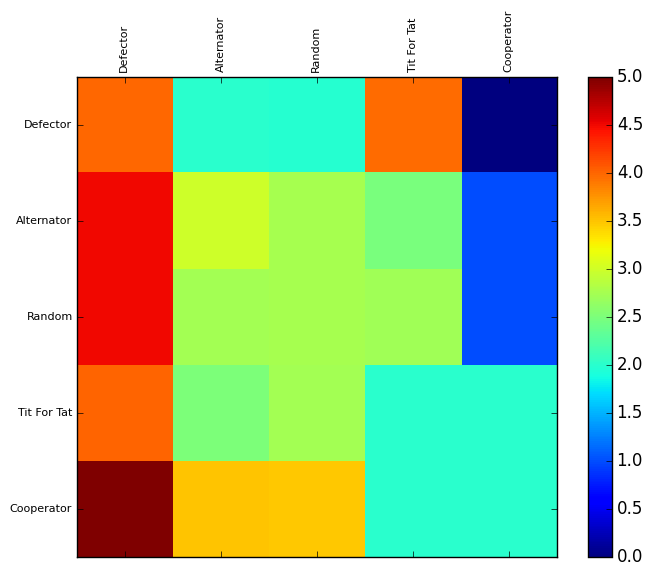 Defector
Alternator
Random
Tit For Tat
Cooperator
Defector
Alternator
Random
Tit For Tat
Cooperator
5.0
4.5
4.0
3.5
3.0
2.5
2.0
1.5
1.0
0.5
0.0